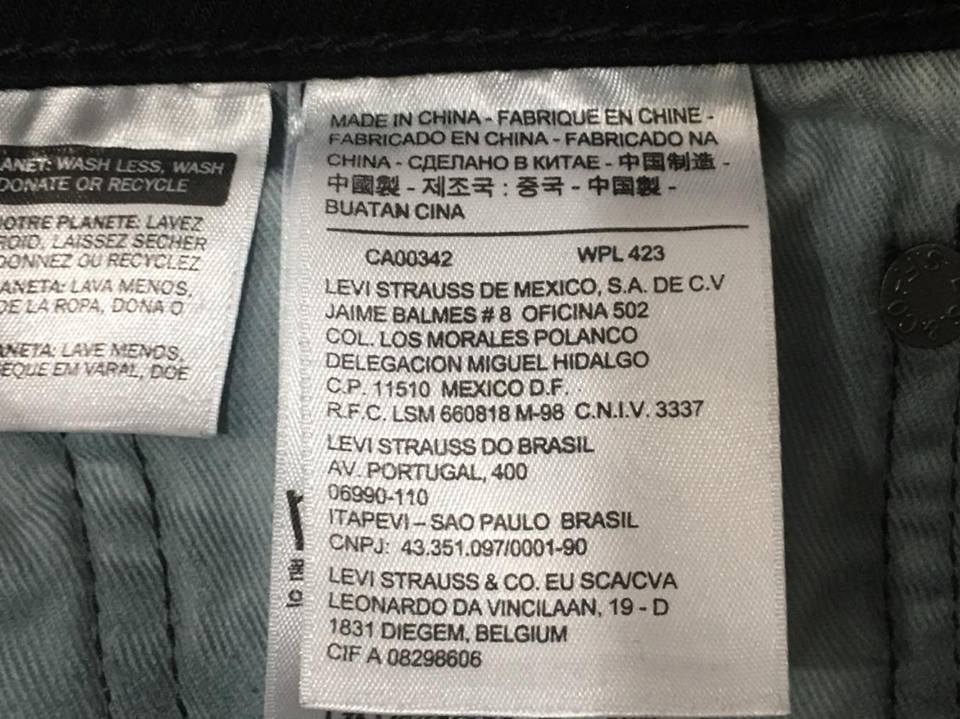 ANET: WASH LESS, WASH
DONATE OR RECYCLE
OTRE PLANETE: LAVEZ
ROID, LAISSEZ SECHER
DONNEZ OU RECYCLEZ
ANETA: LAVA MENOS,
DE LA ROPA, DONA O
ANETA: LAVE MENOS,
EQUE EM VARAL, DOE
MADE IN CHINA - FABRIQUE EN CHINE -
FABRICADO EN CHINA - FABRICADO NA
CHINA - СДЕЛАНО В КИТАЕ - 中国制造 -
中國製 - 제조국 : 중국 - 中国製 -
BUATAN CINA
CA00342 WPL 423
LEVI STRAUSS DE MEXICO, S.A. DE C.V
JAIME BALMES # 8 OFICINA 502
COL. LOS MORALES POLANCO
DELEGACION MIGUEL HIDALGO
C.P. 11510 MEXICO D.F.
R.F.C. LSM 660818 M-98 C.N.I.V. 3337
LEVI STRAUSS DO BRASIL
AV. PORTUGAL, 400
06990-110
ITAPEVI – SAO PAULO BRASIL
CNPJ: 43.351.097/0001-90
LEVI STRAUSS & CO. EU SCA/CVA
LEONARDO DA VINCILAAN, 19 - D
1831 DIEGEM, BELGIUM
CIF A 08298606